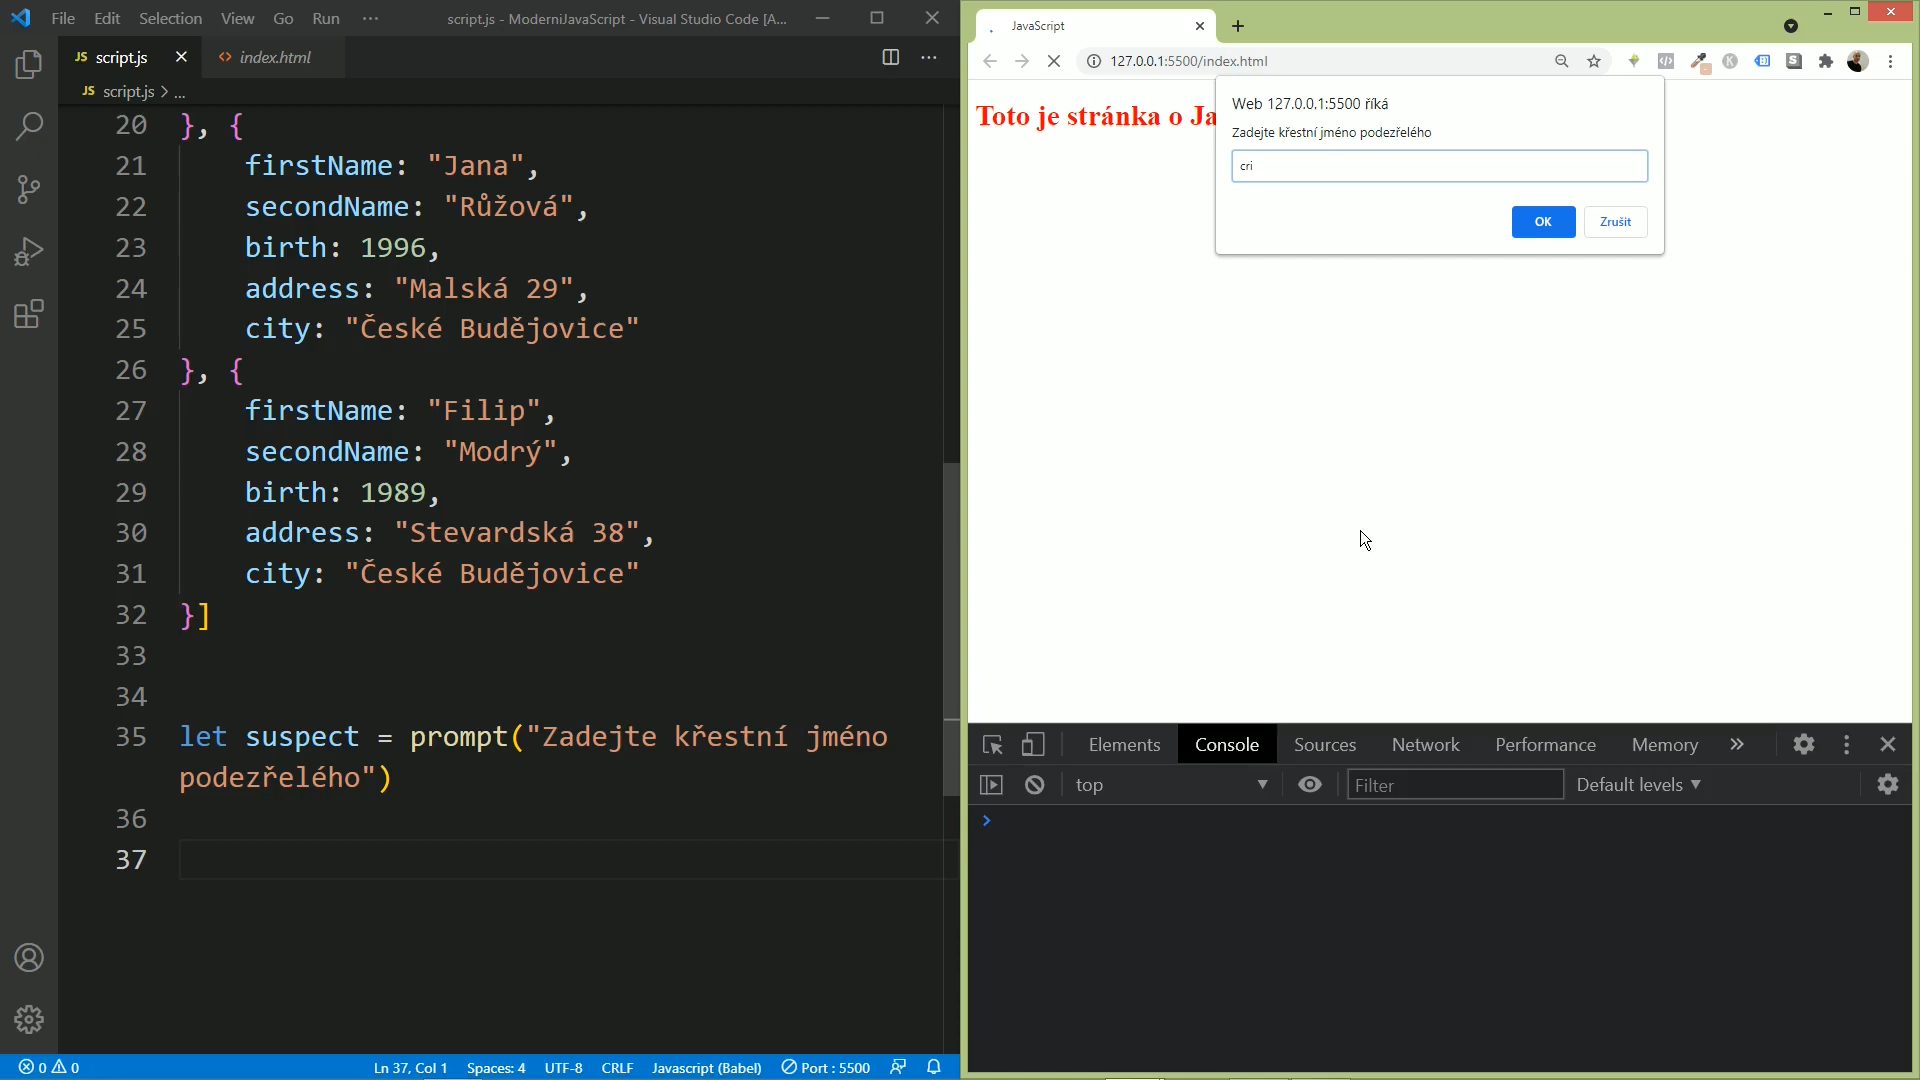 File Edit Selection View Go Run ··· script.js - ModerniJavaScript - Visual Studio Code [A...
JS script.js index.html
JS script.js > ...
20 }, {
21 firstName: "Jana",
22 secondName: "Růžová",
23 birth: 1996,
24 address: "Malská 29",
25 city: "České Budějovice"
26 }, {
27 firstName: "Filip",
28 secondName: "Modrý",
29 birth: 1989,
30 address: "Stevardská 38",
31 city: "České Budějovice"
32 }]
33
34
35 let suspect = prompt("Zadejte křestní jméno
podezřelého")
36
37
0 0 Ln 37, Col 1 Spaces: 4 UTF-8 CRLF Javascript (Babel) Port : 5500
JavaScript
127.0.0.1:5500/index.html
Toto je stránka o Ja
Web 127.0.0.1:5500 říká
Zadejte křestní jméno podezřelého
cri
OK Zrušit
Elements Console Sources Network Performance Memory »
top Filter Default levels
>